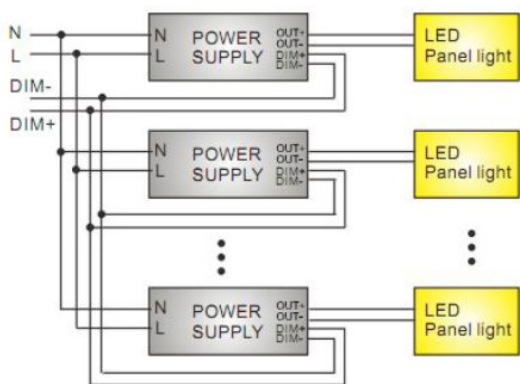 N
L
DIM-
DIM+
N
L
POWER
SUPPLY
OUT+
OUT-
DIM+
DIM-
LED
Panel light
N
L
POWER
SUPPLY
OUT+
OUT-
DIM+
DIM-
LED
Panel light
N
L
POWER
SUPPLY
OUT+
OUT-
DIM+
DIM-
LED
Panel light